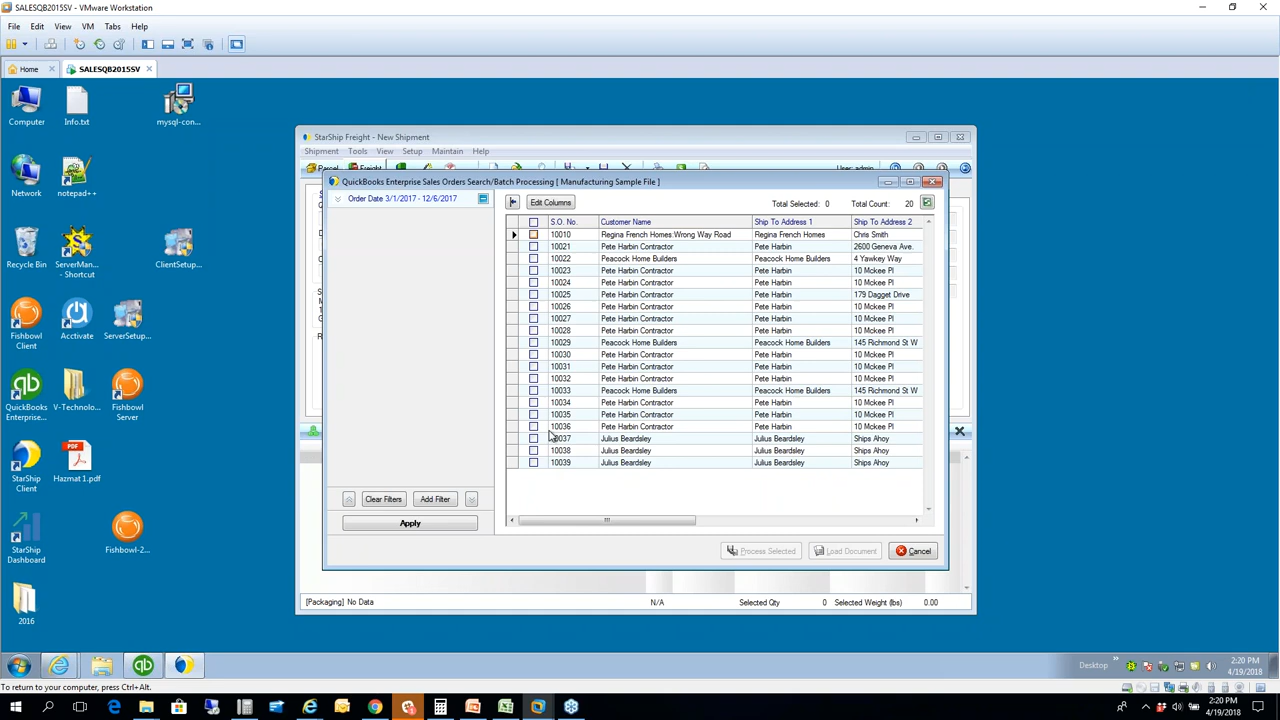 SALESQB2015SV - VMware Workstation
File Edit View VM Tabs Help
Home SALESQB2015SV
Computer Info.txt mysql-con...
Network notepad++
Recycle Bin ServerMan... - Shortcut ClientSetup...
Fishbowl Client Acctivate ServerSetup...
QuickBooks Enterprise... V-Technolo... Fishbowl Server
StarShip Client Hazmat 1.pdf
StarShip Dashboard Fishbowl-2...
2016
StarShip Freight - New Shipment
Shipment Tools View Setup Maintain Help
Parcel Freight User: admin
QuickBooks Enterprise Sales Orders Search/Batch Processing [ Manufacturing Sample File ]
Order Date 3/1/2017 - 12/6/2017
Edit Columns Total Selected: 0 Total Count: 20
S.O. No. Customer Name Ship To Address 1 Ship To Address 2
10010 Regina French Homes:Wrong Way Road Regina French Homes Chris Smith
10021 Pete Harbin Contractor Pete Harbin 2600 Geneva Ave.
10022 Peacock Home Builders Peacock Home Builders 4 Yawkey Way
10023 Pete Harbin Contractor Pete Harbin 10 Mckee Pl
10024 Pete Harbin Contractor Pete Harbin 10 Mckee Pl
10025 Pete Harbin Contractor Pete Harbin 179 Dagget Drive
10026 Pete Harbin Contractor Pete Harbin 10 Mckee Pl
10027 Pete Harbin Contractor Pete Harbin 10 Mckee Pl
10028 Pete Harbin Contractor Pete Harbin 10 Mckee Pl
10029 Peacock Home Builders Peacock Home Builders 145 Richmond St W
10030 Pete Harbin Contractor Pete Harbin 10 Mckee Pl
10031 Pete Harbin Contractor Pete Harbin 10 Mckee Pl
10032 Pete Harbin Contractor Pete Harbin 10 Mckee Pl
10033 Peacock Home Builders Peacock Home Builders 145 Richmond St W
10034 Pete Harbin Contractor Pete Harbin 10 Mckee Pl
10035 Pete Harbin Contractor Pete Harbin 10 Mckee Pl
10036 Pete Harbin Contractor Pete Harbin 10 Mckee Pl
10037 Julius Beardsley Julius Beardsley Ships Ahoy
10038 Julius Beardsley Julius Beardsley Ships Ahoy
10039 Julius Beardsley Julius Beardsley Ships Ahoy
Clear Filters Add Filter
Apply
Process Selected Load Document Cancel
[Packaging] No Data N/A Selected Qty 0 Selected Weight (lbs) 0.00
Desktop 2:20 PM
4/19/2018
To return to your computer, press Ctrl+Alt.
2:20 PM
4/19/2018